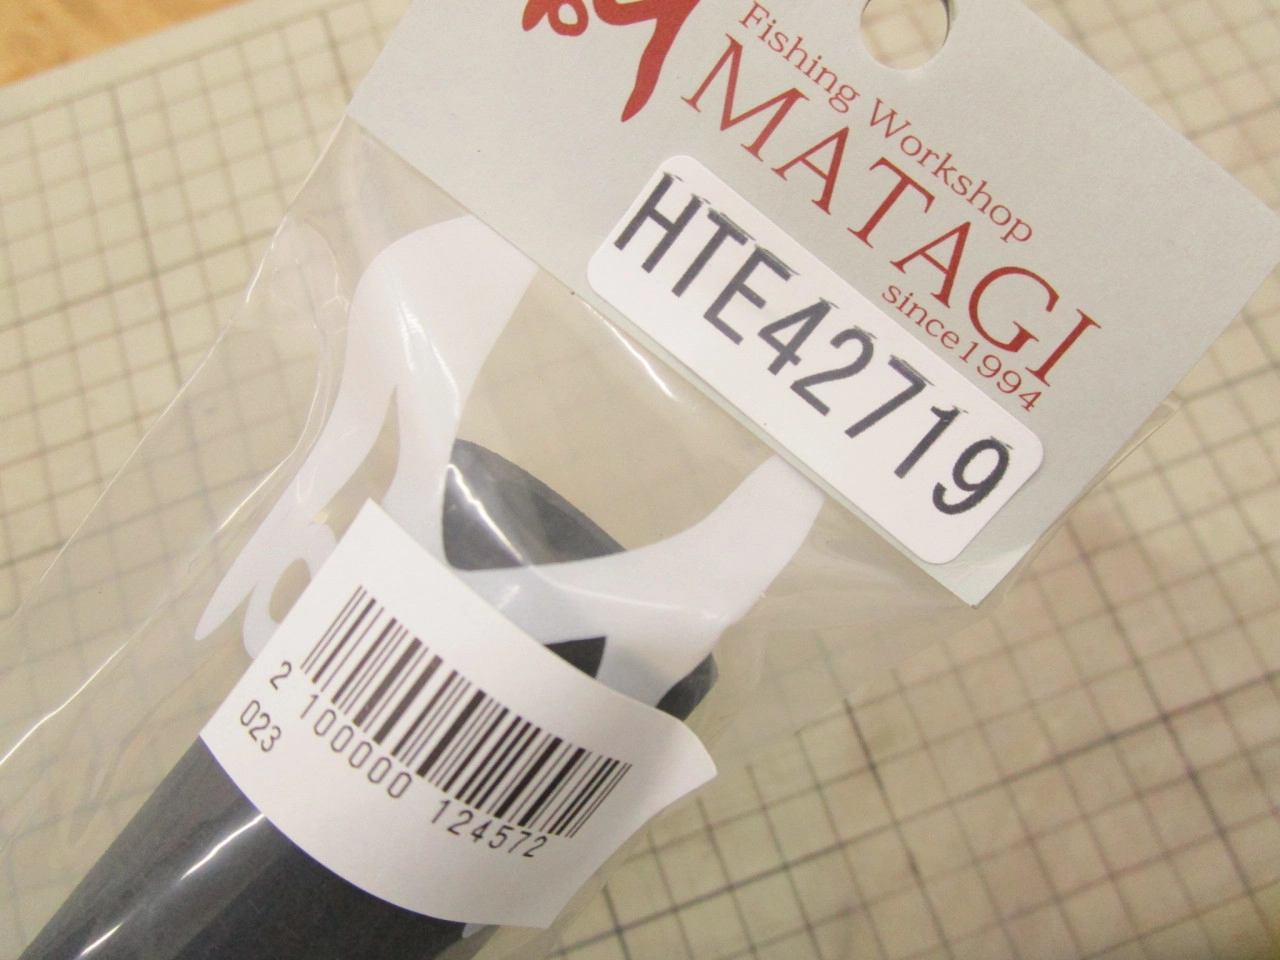 Fishing Workshop
MATAGI
since1994
HTE42719
2 100000 124572
023